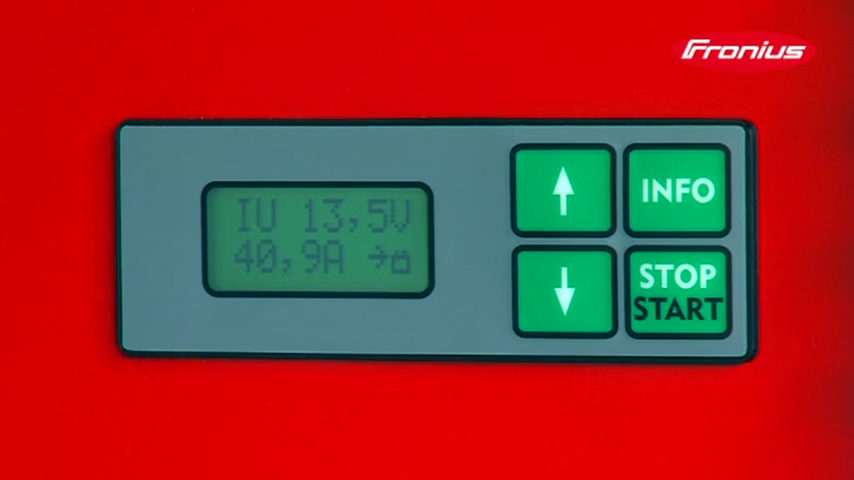 Fronius
IU 13,5V
40,9A
INFO
STOP
START